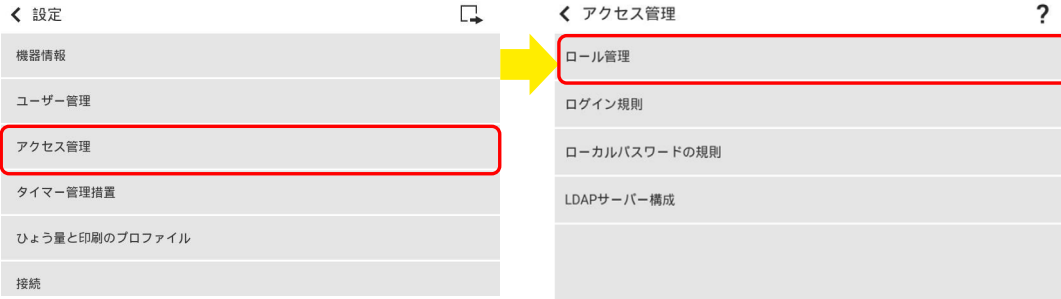 設定
機器情報
ユーザー管理
アクセス管理
タイマー管理措置
ひょう量と印刷のプロファイル
接続
アクセス管理
?
ロール管理
ログイン規則
ローカルパスワードの規則
LDAPサーバー構成